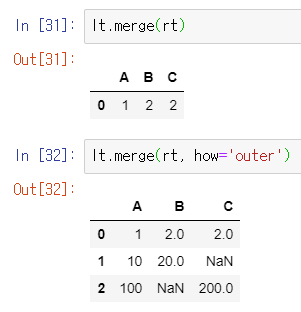 In [31]: lt.merge(rt)
Out[31]:
A B C
0 1 2 2
In [32]: lt.merge(rt, how='outer')
Out[32]:
A B C
0 1 2.0 2.0
1 10 20.0 NaN
2 100 NaN 200.0